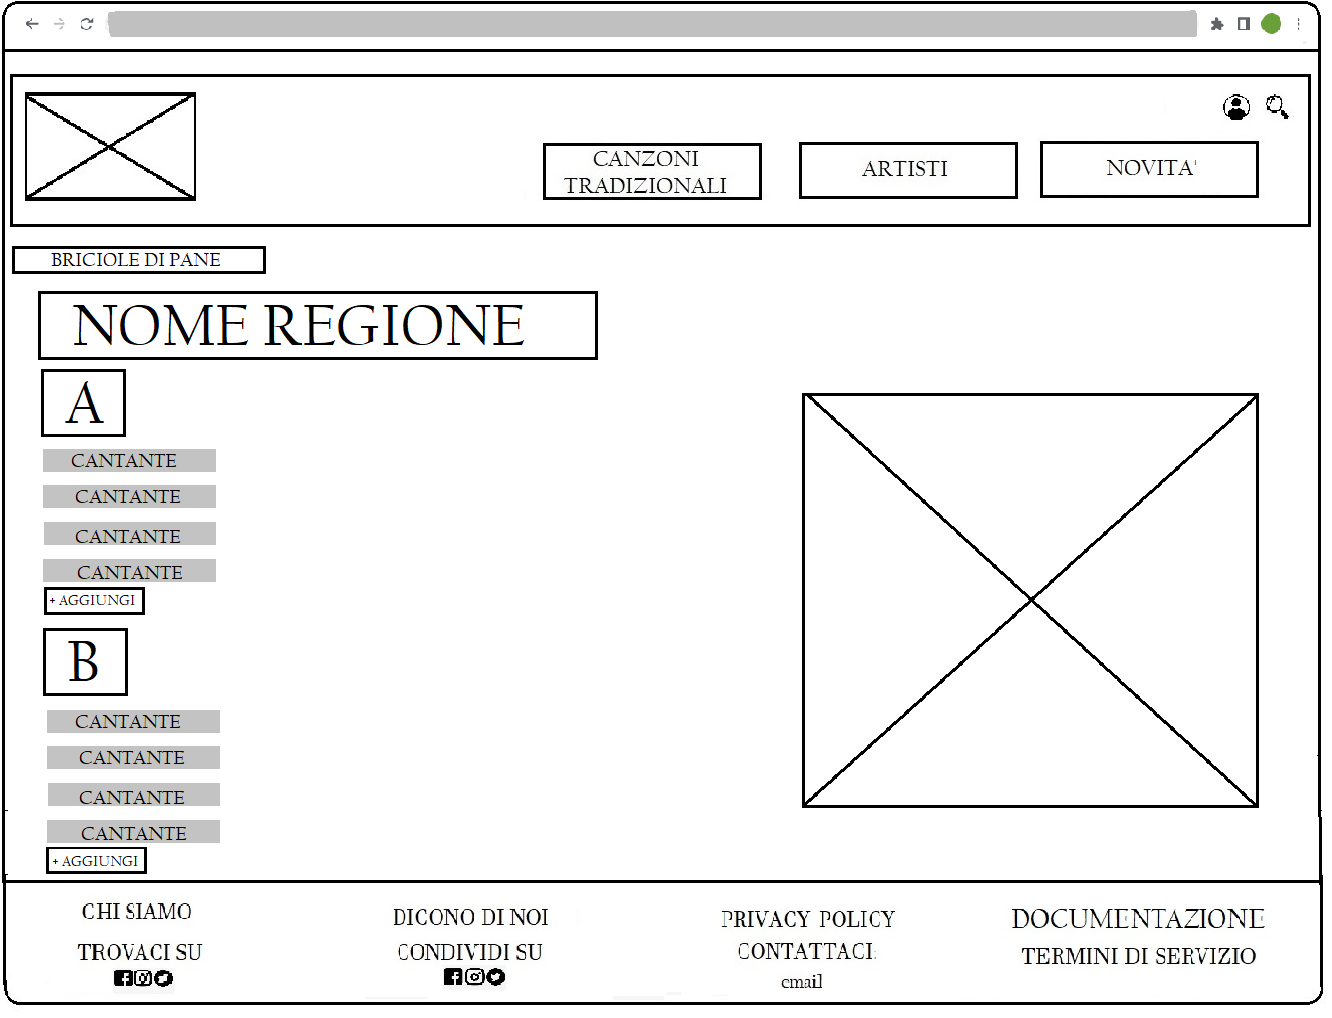 CANZONI
TRADIZIONALI
ARTISTI
NOVITA'
BRICIOLE DI PANE
NOME REGIONE
A
CANTANTE
CANTANTE
CANTANTE
CANTANTE
+ AGGIUNGI
B
CANTANTE
CANTANTE
CANTANTE
CANTANTE
+ AGGIUNGI
CHI SIAMO
TROVACI SU
DICONO DI NOI
CONDIVIDI SU
PRIVACY POLICY
CONTATTACI:
email
DOCUMENTAZIONE
TERMINI DI SERVIZIO